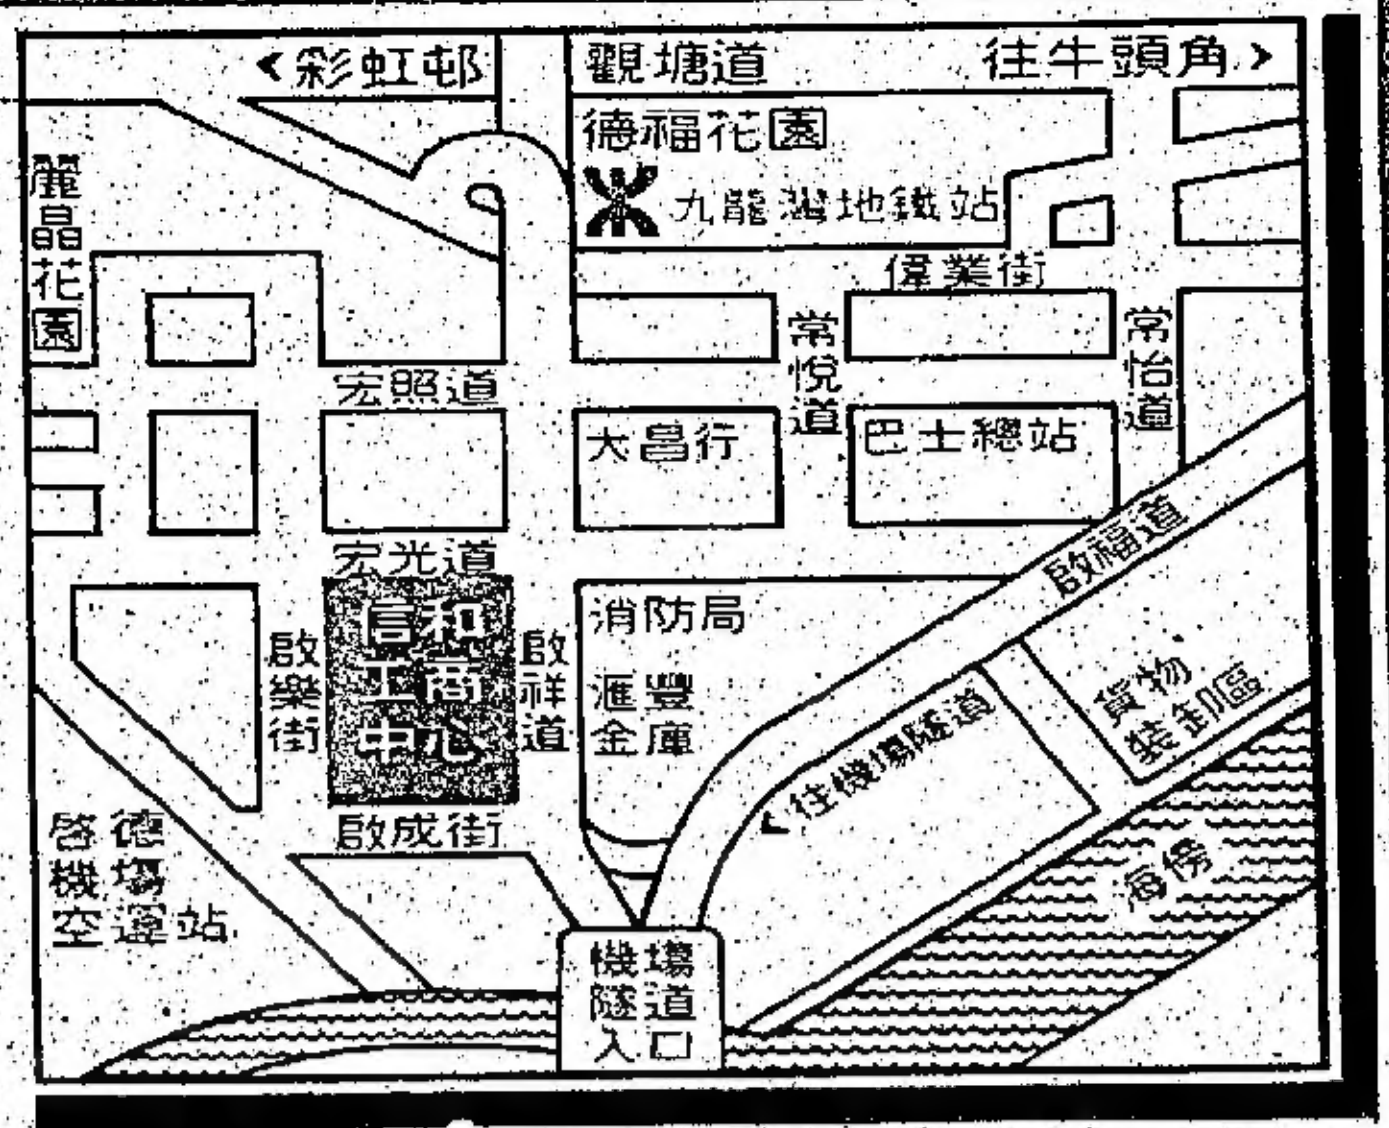 <彩虹邨
觀塘道
往牛頭角>
德福花園
九龍灣地鐵站
麗晶花園
偉業街
常悅道
常怡道
宏照道
大昌行
巴士總站
宏光道
啟福道
信和
工商
中心
啟樂街
啟祥道
消防局
滙豐
金庫
貨物
裝卸區
往機場隧道
啟成街
啓德
機場
空運站
海傍
機場
隧道
入口